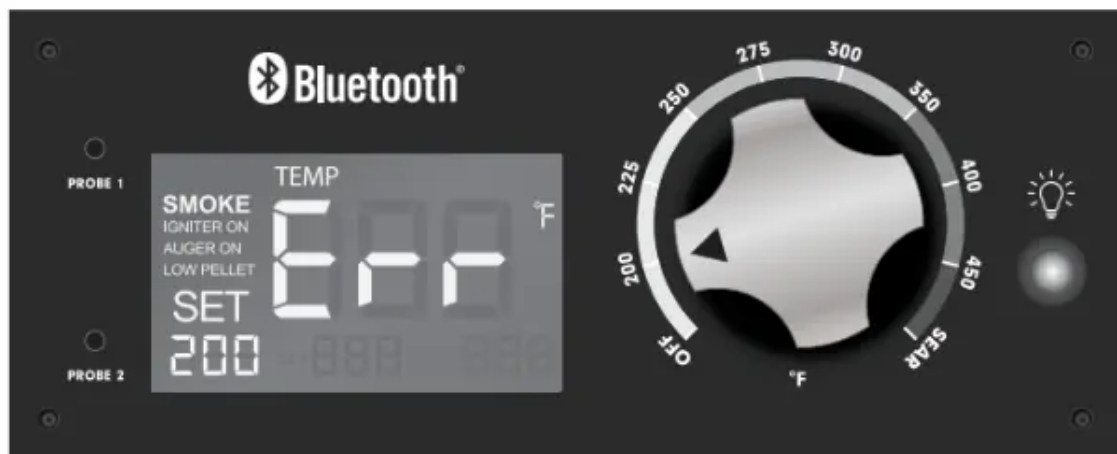 Bluetooth®
PROBE 1
TEMP
SMOKE
IGNITER ON
AUGER ON
LOW PELLET
Err
°F
SET
200
PROBE 2
OFF
200
225
250
275
300
350
400
450
SEAR
°F